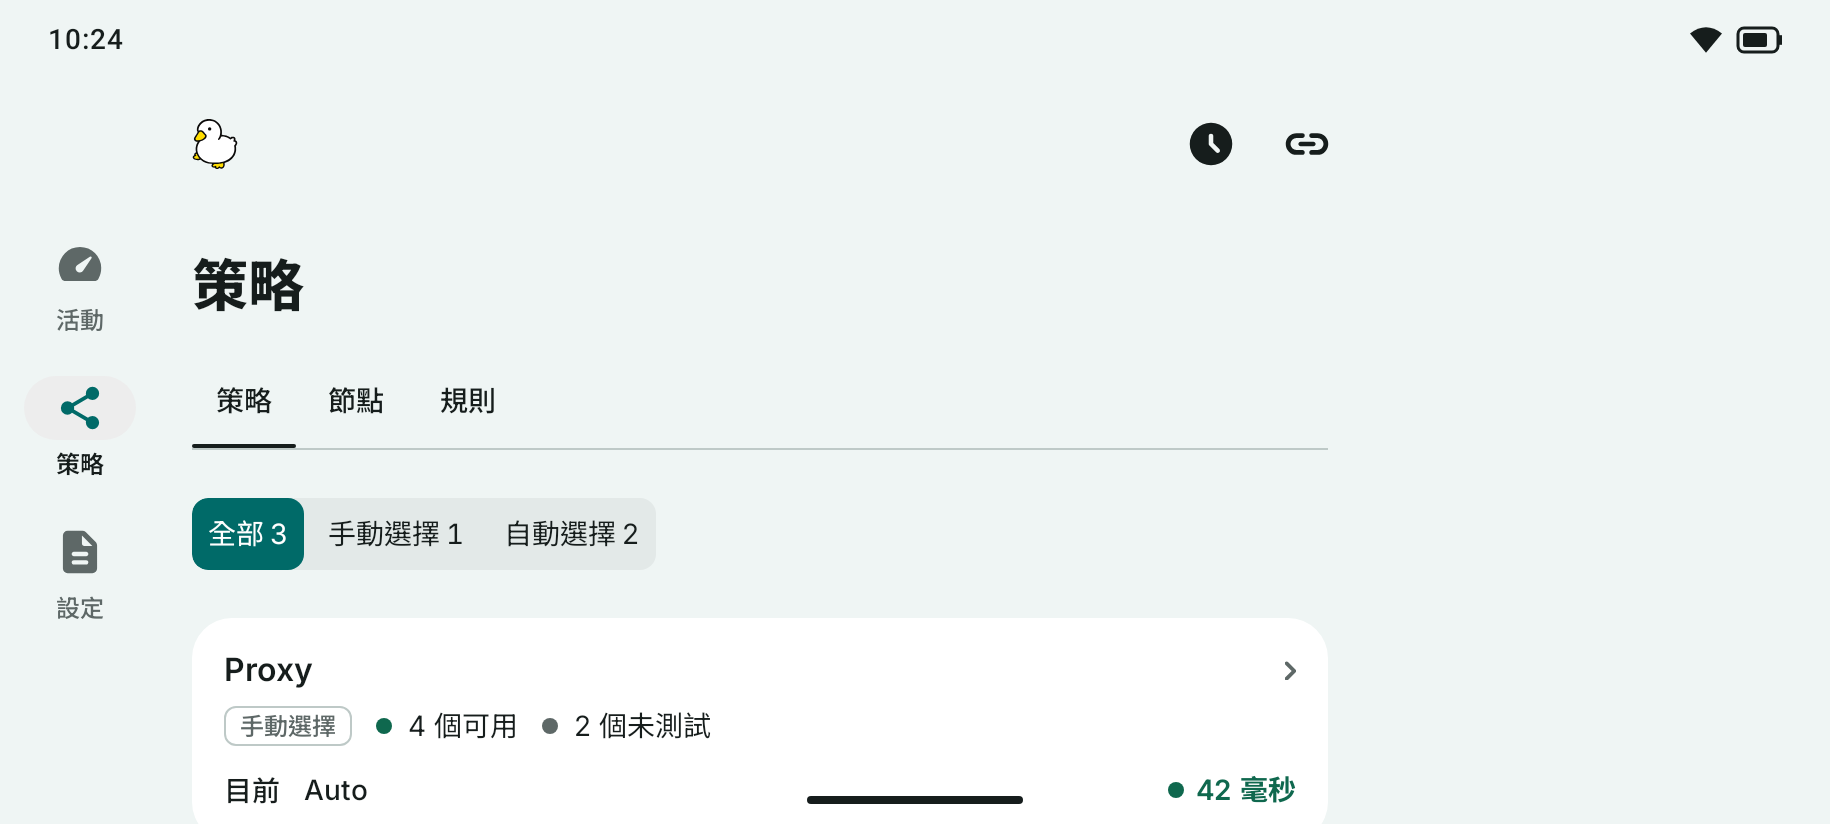 10:24
策略
活動
策略
設定
策略 節點 規則
全部 3 手動選擇 1 自動選擇 2
Proxy
手動選擇 4 個可用 2 個未測試
目前 Auto 42 毫秒